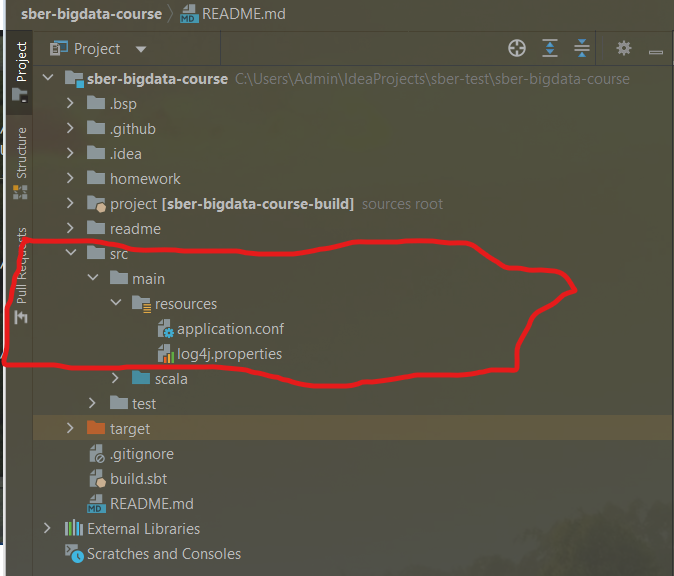 sber-bigdata-course README.md
Project
Project
Structure
Pull Requests
sber-bigdata-course C:\Users\Admin\IdeaProjects\sber-test\sber-bigdata-course
.bsp
.github
.idea
homework
project [sber-bigdata-course-build] sources root
readme
src
main
resources
application.conf
log4j.properties
scala
test
target
.gitignore
build.sbt
MD README.md
External Libraries
Scratches and Consoles